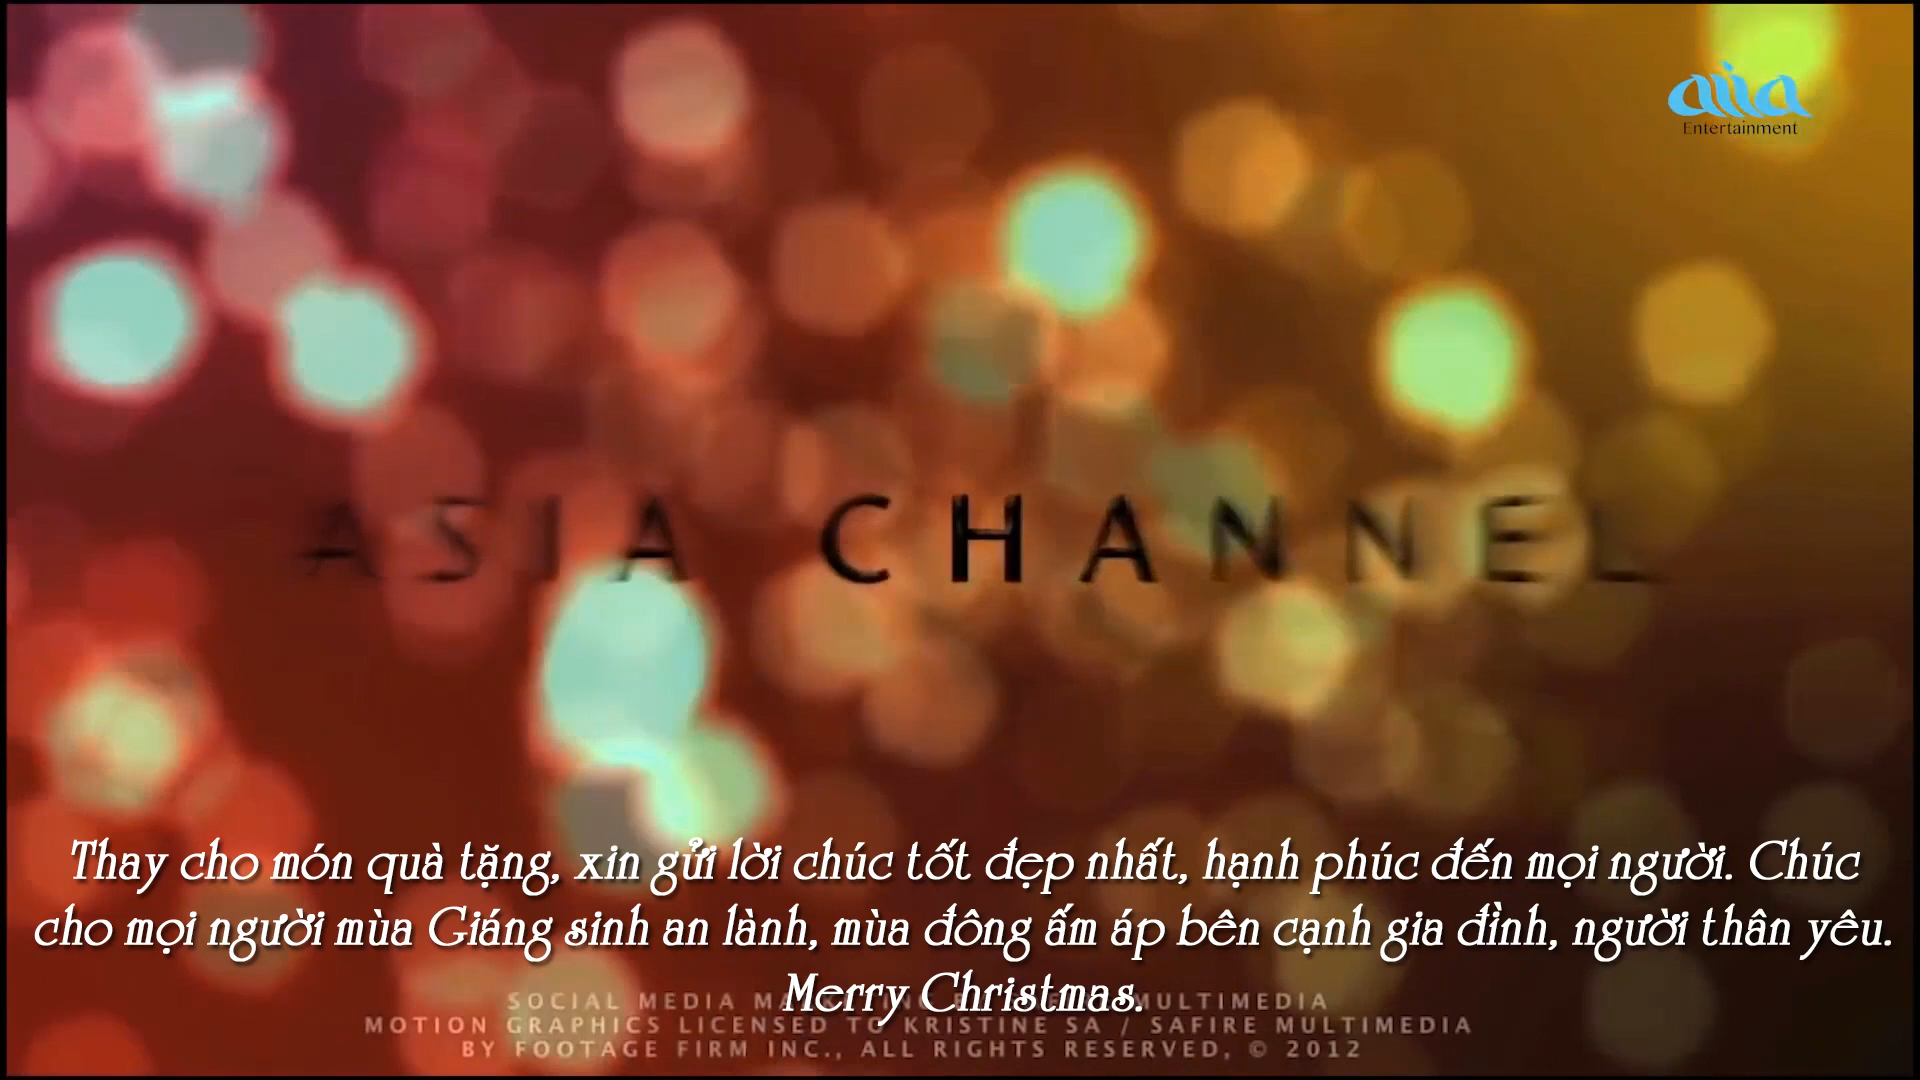 asia
Entertainment
ASIA CHANNEL
Thay cho món quà tặng, xin gửi lời chúc tốt đẹp nhất, hạnh phúc đến mọi người. Chúc
cho mọi người mùa Giáng sinh an lành, mùa đông ấm áp bên cạnh gia đình, người thân yêu.
Merry Christmas.
SOCIAL MEDIA MULTIMEDIA
MOTION GRAPHICS LICENSED TO KRISTINE SA / SAFIRE MULTIMEDIA
BY FOOTAGE FIRM INC., ALL RIGHTS RESERVED, © 2012